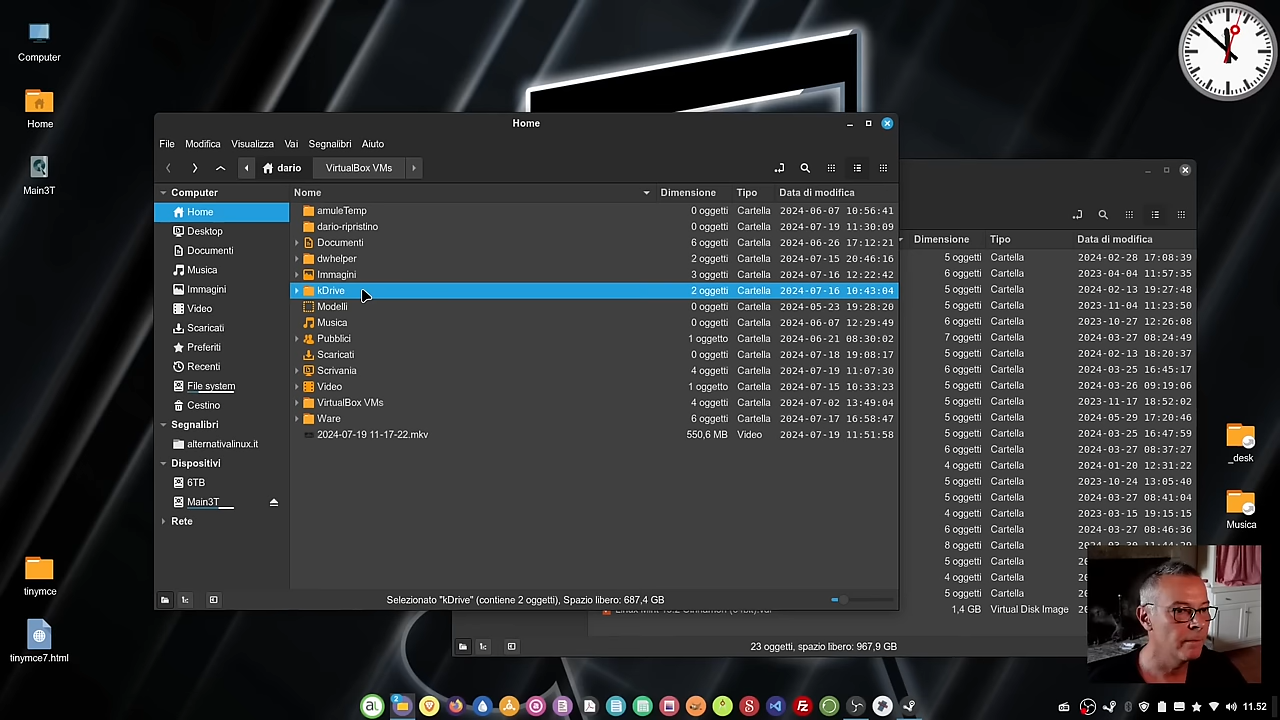 Computer
Home
Main3T
tinymce
tinymce7.html
_desk
Musica
Home
File Modifica Visualizza Vai Segnalibri Aiuto
dario VirtualBox VMs
Computer
Home
Desktop
Documenti
Musica
Immagini
Video
Scaricati
Preferiti
Recenti
File system
Cestino
Segnalibri
alternativalinux.it
Dispositivi
6TB
Main3T
Rete
Nome Dimensione Tipo Data di modifica
amuleTemp 0 oggetti Cartella 2024-06-07 10:56:41
dario-ripristino 0 oggetti Cartella 2024-07-19 11:30:09
Documenti 6 oggetti Cartella 2024-06-26 17:12:21
dwhelper 2 oggetti Cartella 2024-07-15 20:46:16
Immagini 3 oggetti Cartella 2024-07-16 12:22:42
kDrive 2 oggetti Cartella 2024-07-16 10:43:04
Modelli 0 oggetti Cartella 2024-05-23 19:28:20
Musica 0 oggetti Cartella 2024-06-07 12:29:49
Pubblici 1 oggetto Cartella 2024-06-21 08:30:02
Scaricati 0 oggetti Cartella 2024-07-18 19:08:17
Scrivania 4 oggetti Cartella 2024-07-19 11:07:30
Video 1 oggetto Cartella 2024-07-15 10:33:23
VirtualBox VMs 4 oggetti Cartella 2024-07-02 13:49:04
Ware 6 oggetti Cartella 2024-07-17 16:58:47
2024-07-19 11-17-22.mkv 550,6 MB Video 2024-07-19 11:51:58
Selezionato "kDrive" (contiene 2 oggetti), Spazio libero: 687,4 GB
Dimensione Tipo Data di modifica
5 oggetti Cartella 2024-02-28 17:08:39
6 oggetti Cartella 2023-04-04 11:57:35
5 oggetti Cartella 2024-02-13 19:27:48
5 oggetti Cartella 2023-11-04 11:23:50
6 oggetti Cartella 2023-10-27 12:26:08
7 oggetti Cartella 2024-03-27 08:24:49
5 oggetti Cartella 2024-02-13 18:20:37
6 oggetti Cartella 2024-03-25 16:45:17
5 oggetti Cartella 2024-03-26 09:19:06
5 oggetti Cartella 2023-11-17 18:52:02
5 oggetti Cartella 2024-05-29 17:20:46
5 oggetti Cartella 2024-03-25 16:47:59
6 oggetti Cartella 2024-03-27 08:37:27
4 oggetti Cartella 2024-01-20 12:31:22
5 oggetti Cartella 2023-10-24 13:05:40
5 oggetti Cartella 2024-03-27 08:41:04
4 oggetti Cartella 2023-03-15 19:15:15
6 oggetti Cartella 2024-03-27 08:46:36
8 oggetti Cartella
5 oggetti Cartella
4 oggetti Cartella
5 oggetti Cartella
1,4 GB Virtual Disk Image
23 oggetti, spazio libero: 967,9 GB
11.52